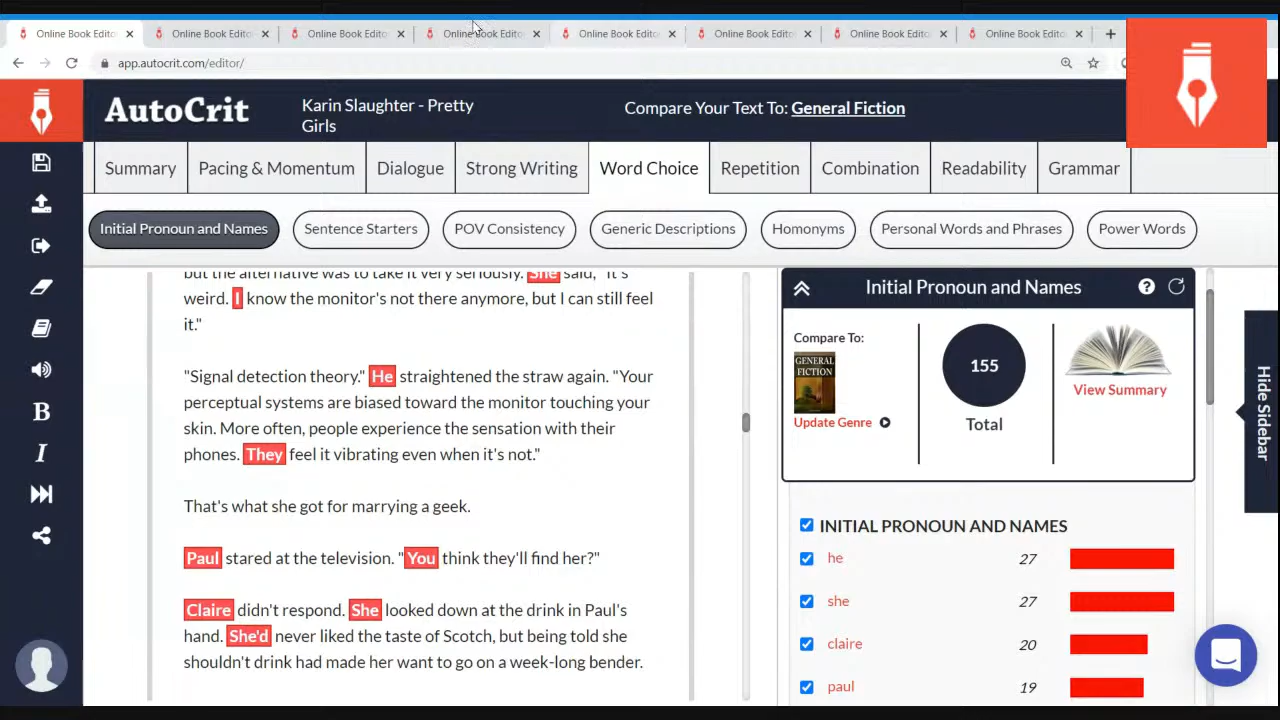 Online Book Edito
Online Book Edito
Online Book Edito
Online Book Edito
Online Book Edito
Online Book Edito
Online Book Edito
Online Book Edito
app.autocrit.com/editor/
AutoCrit
Karin Slaughter - Pretty
Girls
Compare Your Text To: General Fiction
Summary
Pacing & Momentum
Dialogue
Strong Writing
Word Choice
Repetition
Combination
Readability
Grammar
Initial Pronoun and Names
Sentence Starters
POV Consistency
Generic Descriptions
Homonyms
Personal Words and Phrases
Power Words
but the alternative was to take it very seriously. She said, "It's
weird. I know the monitor's not there anymore, but I can still feel
it."
"Signal detection theory." He straightened the straw again. "Your
perceptual systems are biased toward the monitor touching your
skin. More often, people experience the sensation with their
phones. They feel it vibrating even when it's not."
That's what she got for marrying a geek.
Paul stared at the television. "You think they'll find her?"
Claire didn't respond. She looked down at the drink in Paul's
hand. She'd never liked the taste of Scotch, but being told she
shouldn't drink had made her want to go on a week-long bender.
Initial Pronoun and Names
?
Compare To:
GENERAL
FICTION
Update Genre
155
Total
View Summary
INITIAL PRONOUN AND NAMES
he 27
she 27
claire 20
paul 19
Hide Sidebar
B
I